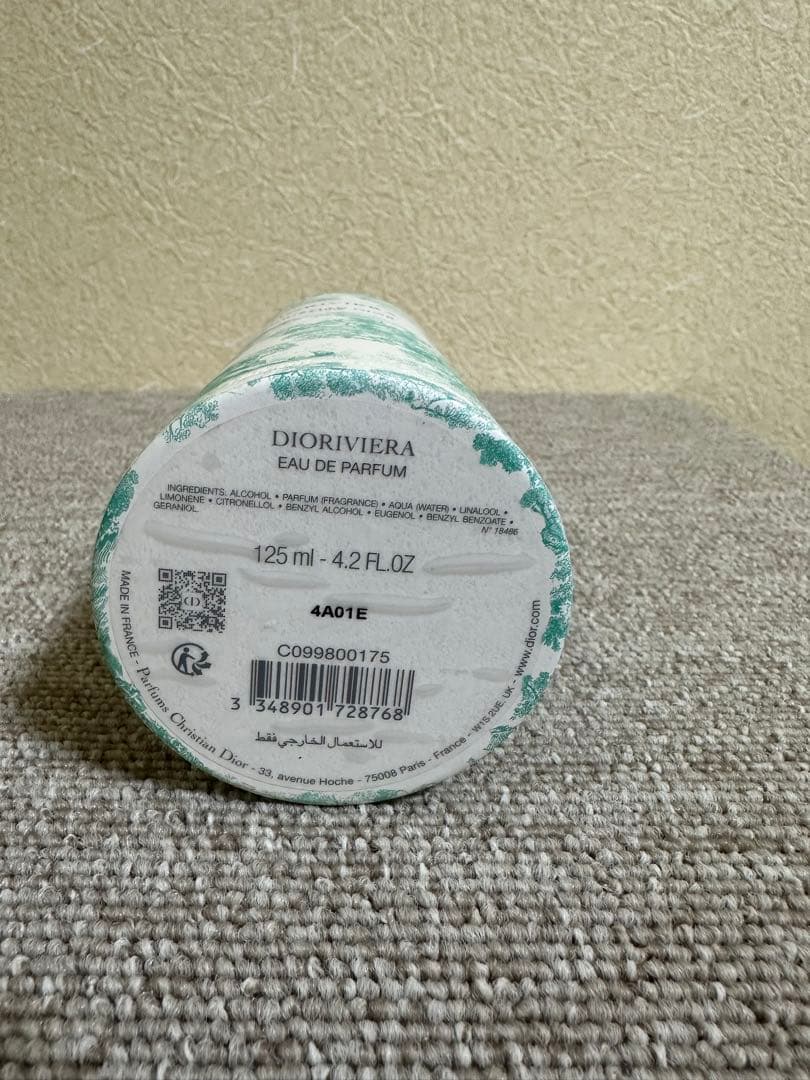 DIORIVIERA
EAU DE PARFUM
INGREDIENTS: ALCOHOL • PARFUM (FRAGRANCE) • AQUA (WATER) • LINALOOL •
LIMONENE • CITRONELLOL • BENZYL ALCOHOL • EUGENOL • BENZYL BENZOATE •
GERANIOL.
N° 18486
125 ml - 4.2 FL.OZ
4A01E
C099800175
3 348901 728768
للاستعمال الخارجي فقط
MADE IN FRANCE - Parfums Christian Dior - 33, avenue Hoche - 75008 Paris - France - W1S 2UE, UK - www.dior.com